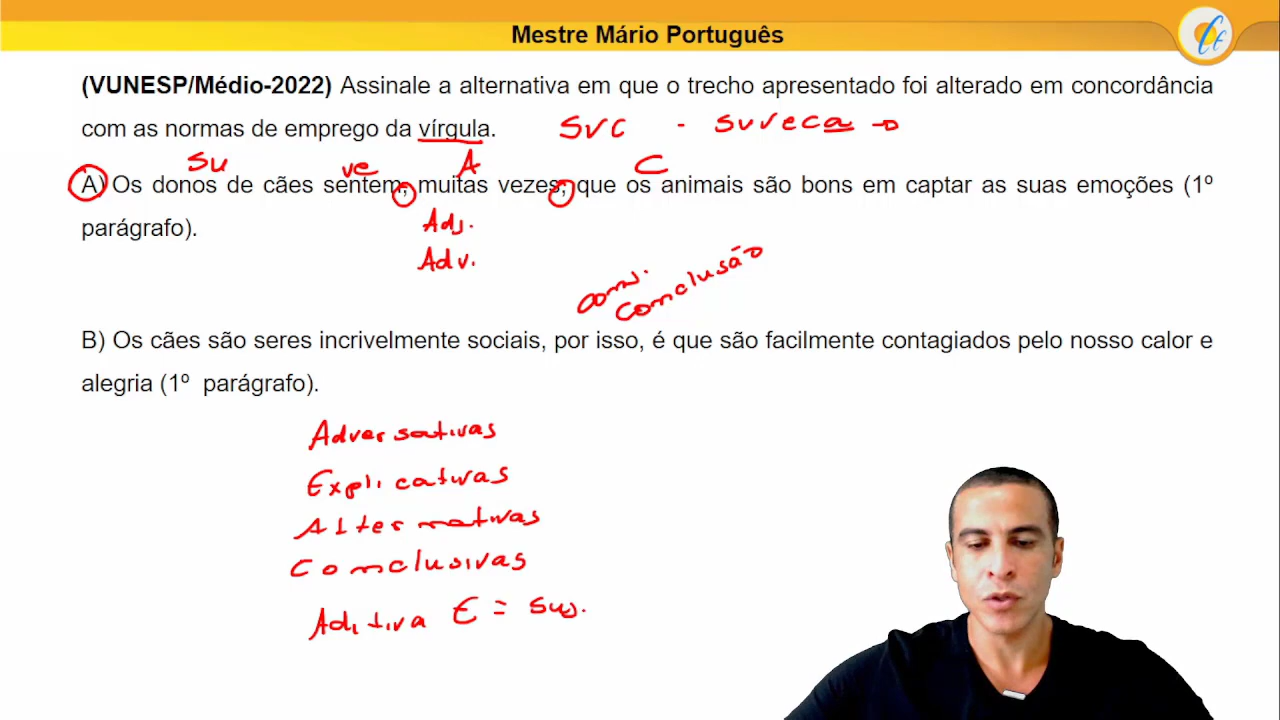 Mestre Mário Português
(VUNESP/Médio-2022) Assinale a alternativa em que o trecho apresentado foi alterado em concordância
com as normas de emprego da vírgula.
SVC - suveca
su ve A C
A) Os donos de cães sentem, muitas vezes, que os animais são bons em captar as suas emoções (1º
parágrafo).
Adj.
Adv.
conj.
conclusão
B) Os cães são seres incrivelmente sociais, por isso, é que são facilmente contagiados pelo nosso calor e
alegria (1º parágrafo).
Adversativas
Explicativas
Alternativas
Conclusivas
Aditiva E = suj.